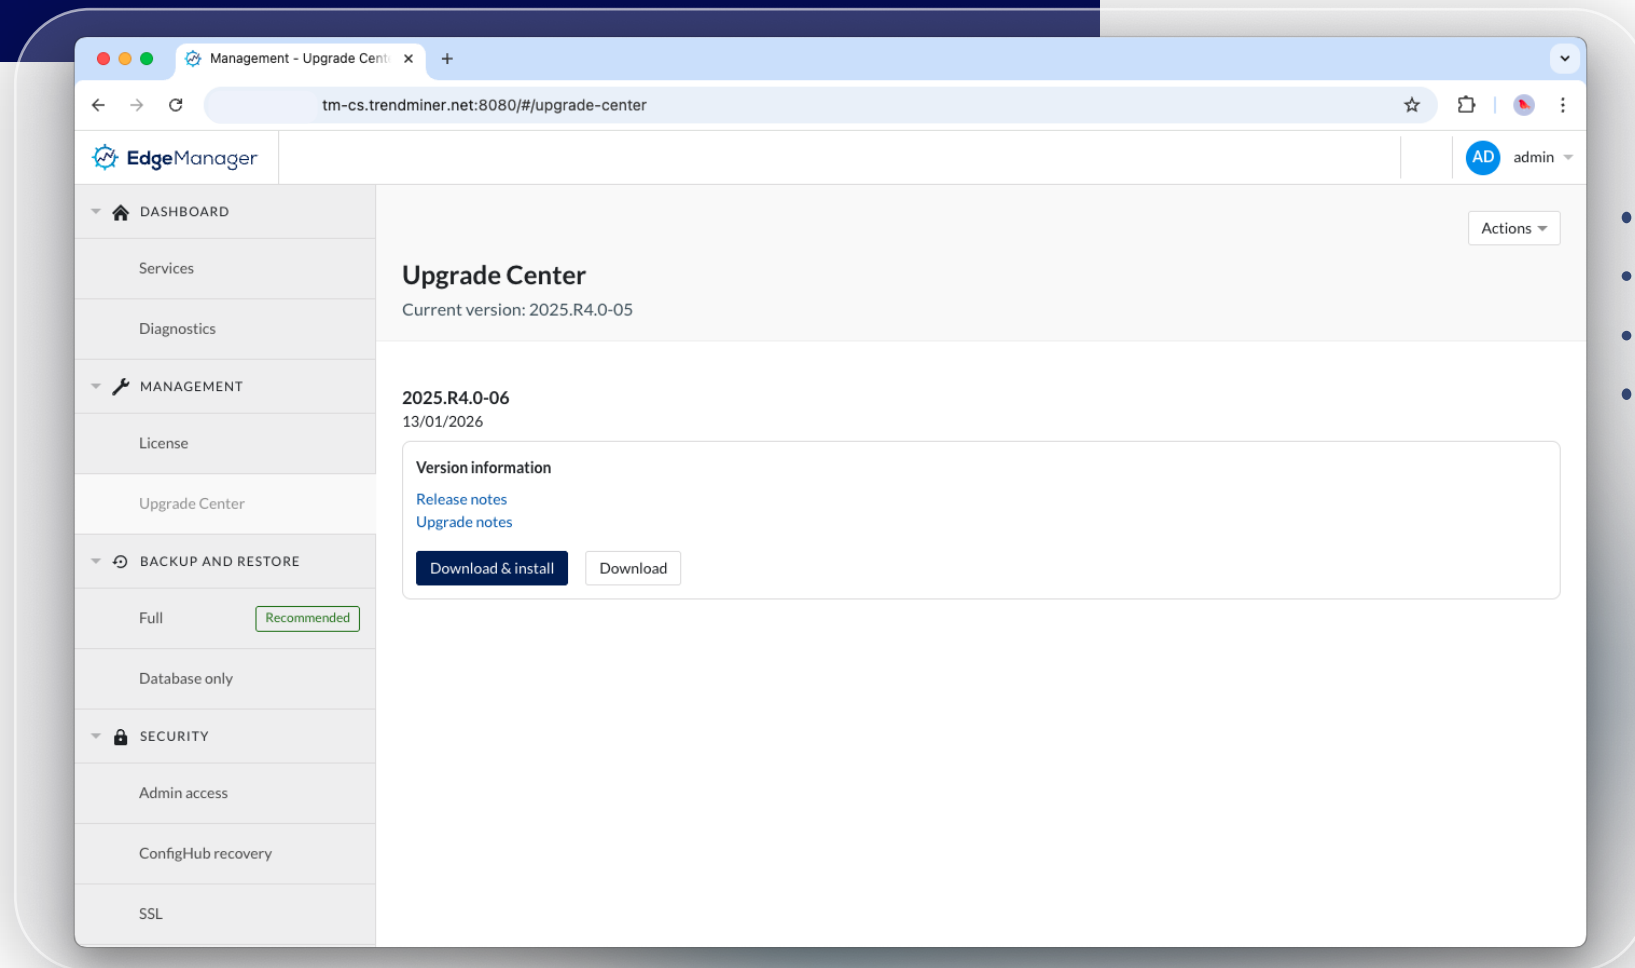 Management - Upgrade Cent
tm-cs.trendminer.net:8080/#/upgrade-center
EdgeManager
AD admin
DASHBOARD
Services
Diagnostics
MANAGEMENT
License
Upgrade Center
BACKUP AND RESTORE
Full Recommended
Database only
SECURITY
Admin access
ConfigHub recovery
SSL
Actions
Upgrade Center
Current version: 2025.R4.0-05
2025.R4.0-06
13/01/2026
Version information
Release notes
Upgrade notes
Download & install Download